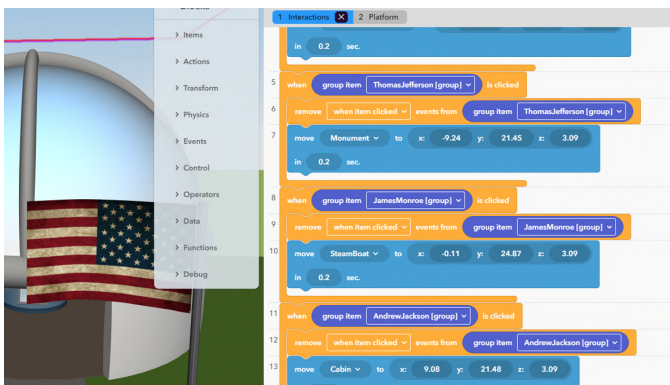 Items
Actions
Transform
Physics
Events
Control
Operators
Data
Functions
Debug
1 Interactions X 2 Platform
in 0.2 sec.
5 when group item ThomasJefferson [group] is clicked
6 remove when item clicked events from group item ThomasJefferson [group]
7 move Monument to x: -9.24 y: 21.45 z: 3.09
in 0.2 sec.
8 when group item JamesMonroe [group] is clicked
9 remove when item clicked events from group item JamesMonroe [group]
10 move SteamBoat to x: -0.11 y: 24.87 z: 3.09
in 0.2 sec.
11 when group item AndrewJackson [group] is clicked
12 remove when item clicked events from group item AndrewJackson [group]
13 move Cabin to x: 9.08 y: 21.48 z: 3.09